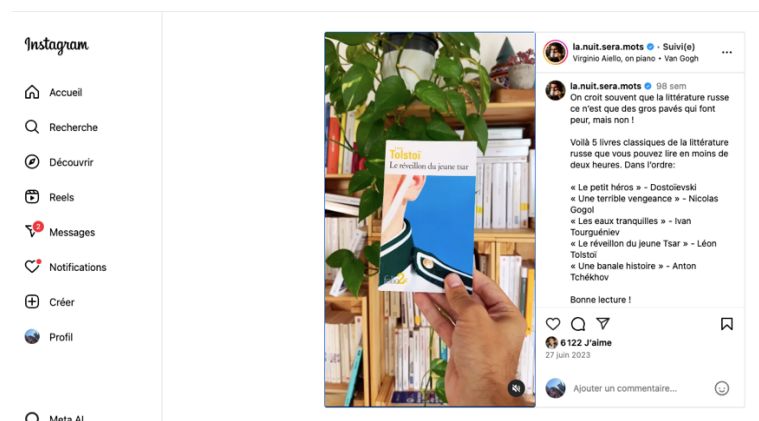 Instagram
Accueil
Recherche
Découvrir
Reels
2
Messages
Notifications
Créer
Profil
Meta AI
Tolstoï
Le réveillon du jeune tsar
la.nuit.sera.mots • Suivi(e)
Virginio Aiello, on piano • Van Gogh
la.nuit.sera.mots 98 sem
On croit souvent que la littérature russe
ce n'est que des gros pavés qui font
peur, mais non !
Voilà 5 livres classiques de la littérature
russe que vous pouvez lire en moins de
deux heures. Dans l'ordre:
« Le petit héros » - Dostoïevski
« Une terrible vengeance » - Nicolas
Gogol
« Les eaux tranquilles » - Ivan
Tourguéniev
« Le réveillon du jeune Tsar » - Léon
Tolstoï
« Une banale histoire » - Anton
Tchékhov
Bonne lecture !
6 122 J'aime
27 juin 2023
Ajouter un commentaire...